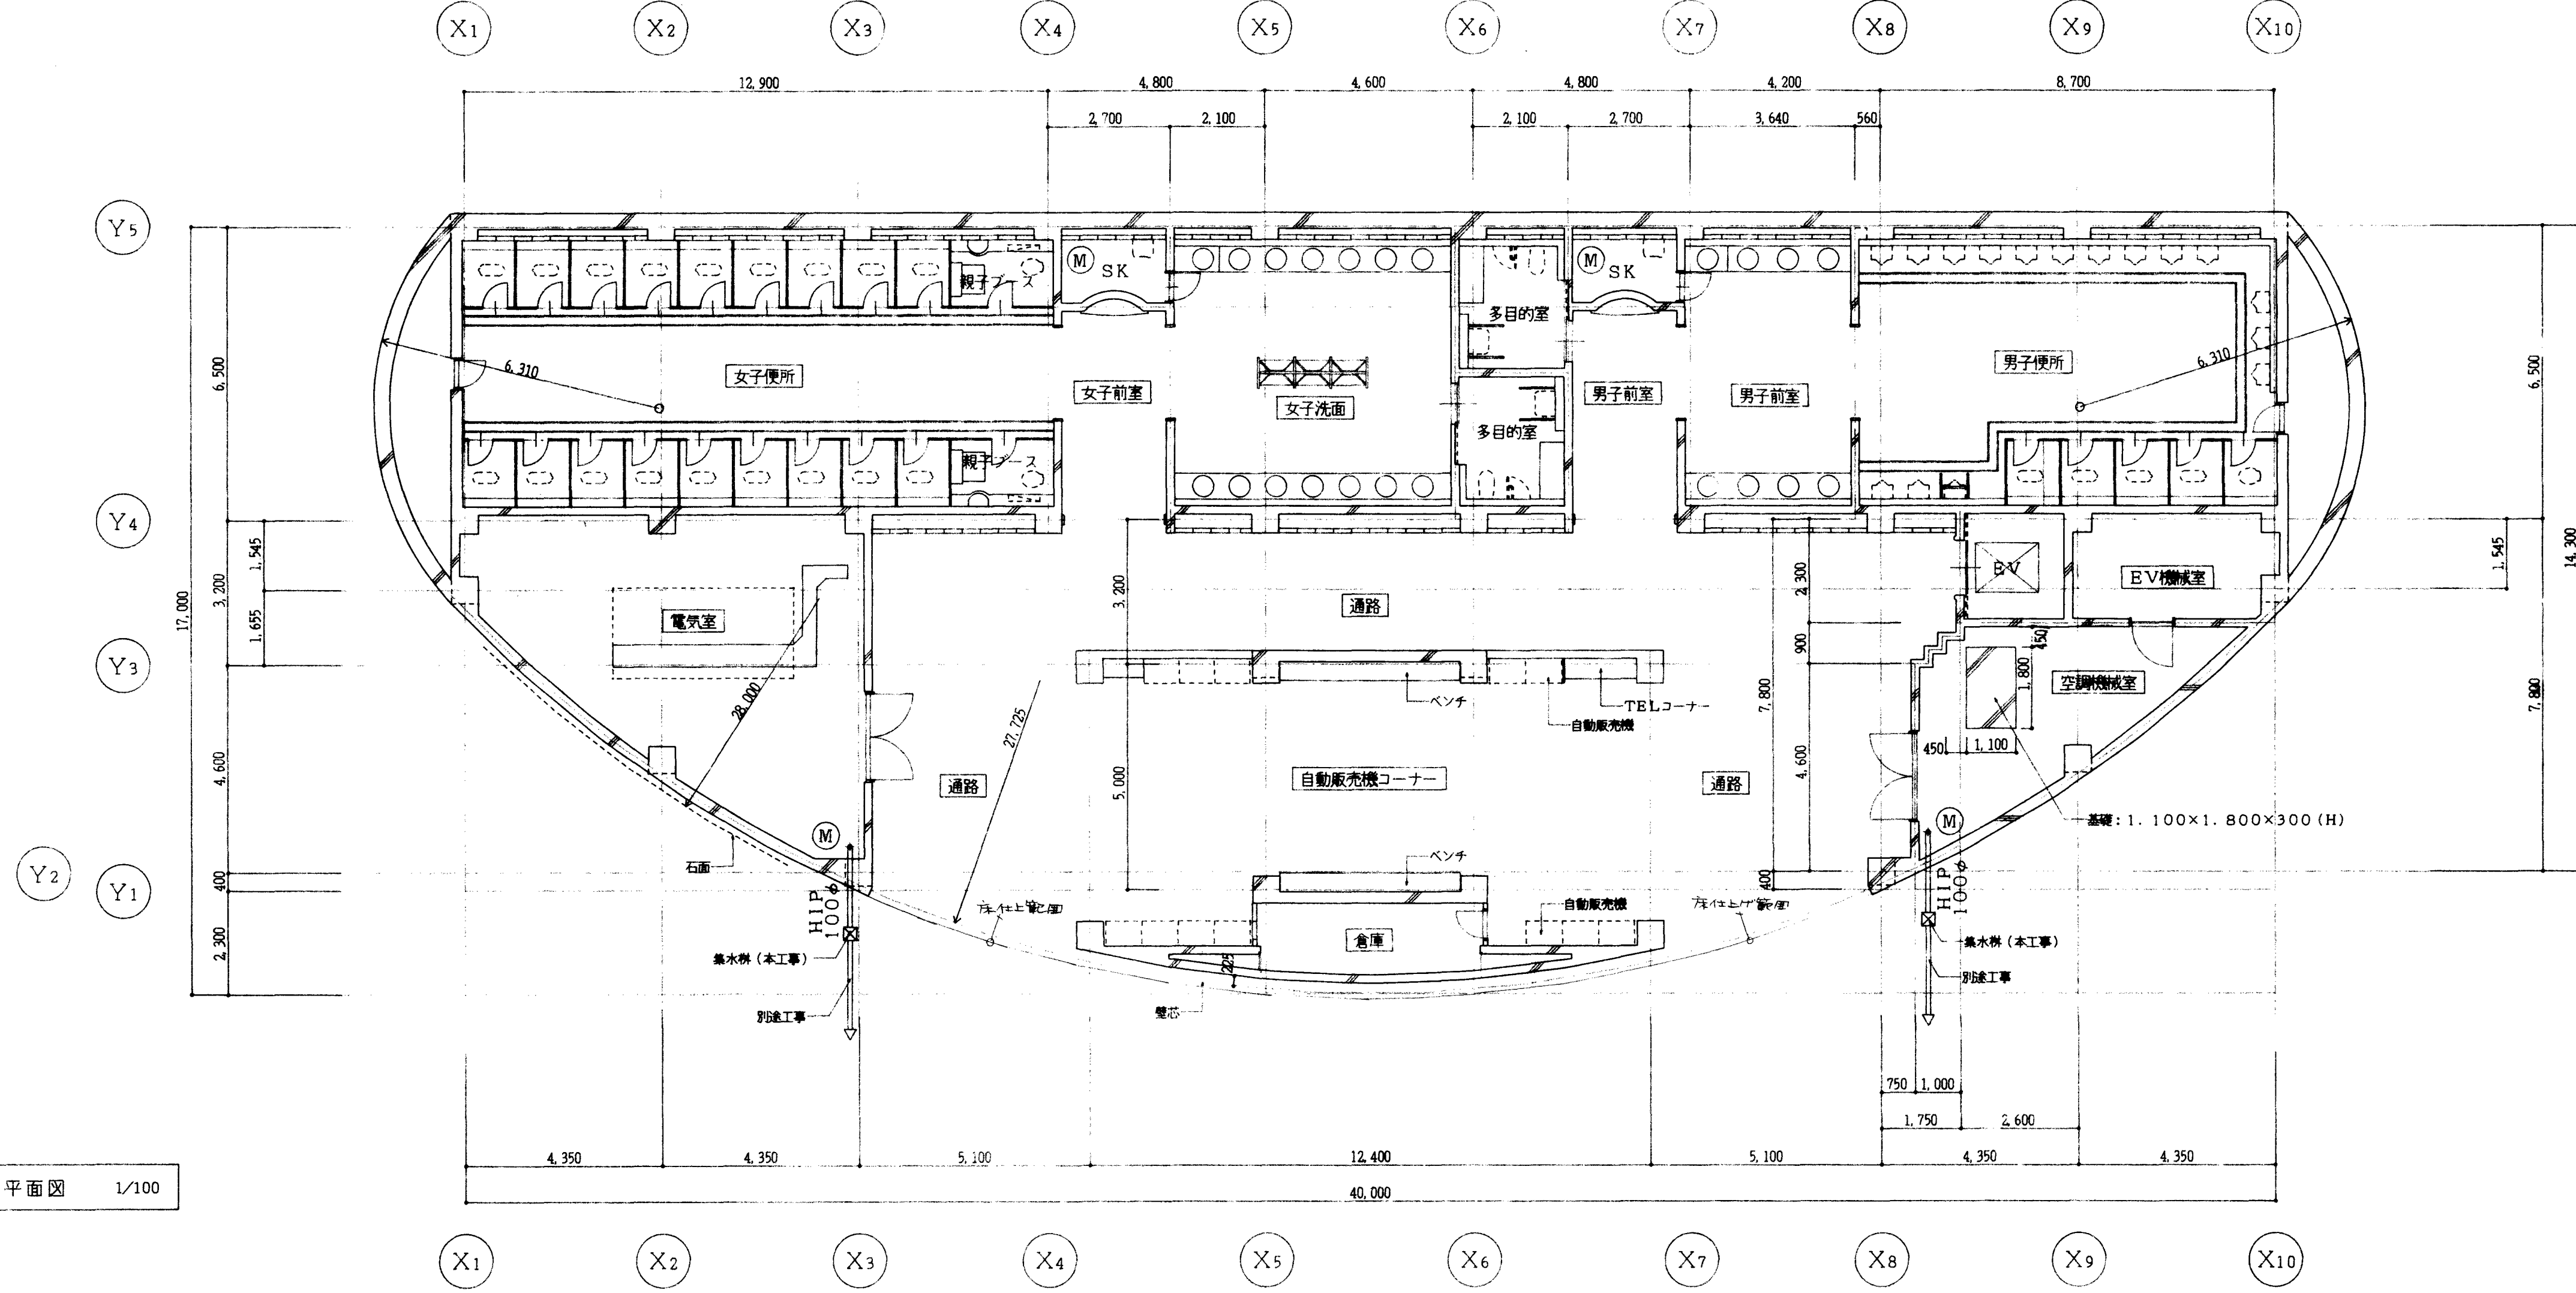 X1 X2 X3 X4 X5 X6 X7 X8 X9 X10
12,900 4,800 4,600 4,800 4,200 8,700
2,700 2,100 2,100 2,700 3,640 560
Y5
Y4
Y3
Y2
Y1
17,000
6,500
3,200
4,600
400
2,300
1,545
1,655
6,310
女子便所
親子ブース
親子ブース
M
SK
女子前室
女子洗面
多目的室
多目的室
M
SK
男子前室
男子前室
男子便所
6,310
6,500
14,300
1,545
7,800
電気室
28,000
3,200
通路
2,300
900
7,800
4,600
400
EV
EV機械室
450
1,800
空調機械室
450
1,100
ベンチ
TELコーナー
自動販売機
27,725
通路
5,000
自動販売機コーナー
通路
M
石面
HIP
100φ
ベンチ
自動販売機
床仕上範囲
床仕上げ範囲
倉庫
225
壁芯
集水桝(本工事)
別途工事
M
基礎:1.100×1.800×300(H)
HIP
100φ
集水桝(本工事)
別途工事
750 1,000
1,750 2,600
4,350 4,350 5,100 12,400 5,100 4,350 4,350
40,000
平面図 1/100
X1 X2 X3 X4 X5 X6 X7 X8 X9 X10